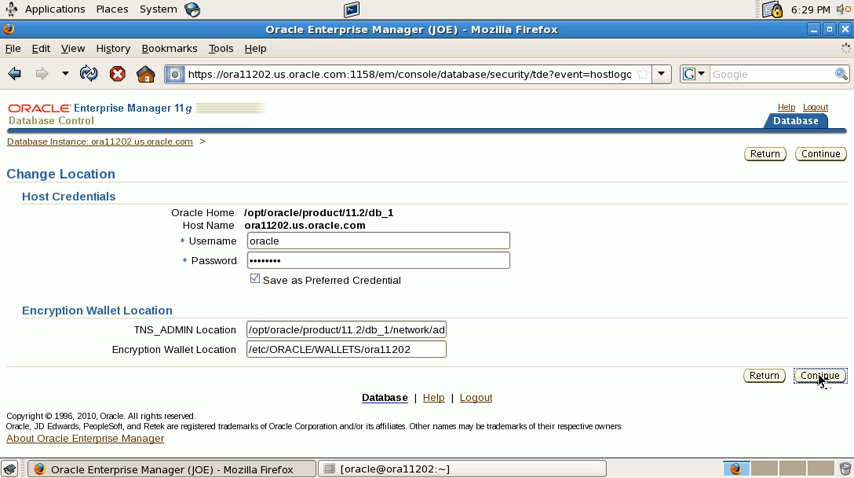 Applications Places System 6:29 PM
Oracle Enterprise Manager (JOE) - Mozilla Firefox
File Edit View History Bookmarks Tools Help
https://ora11202.us.oracle.com:1158/em/console/database/security/tde?event=hostlogo Google
ORACLE Enterprise Manager 11g
Database Control
Help Logout
Database
Database Instance: ora11202.us.oracle.com >
Return Continue
Change Location
Host Credentials
Oracle Home /opt/oracle/product/11.2/db_1
Host Name ora11202.us.oracle.com
* Username oracle
* Password ••••••••
Save as Preferred Credential
Encryption Wallet Location
TNS_ADMIN Location /opt/oracle/product/11.2/db_1/network/ad
Encryption Wallet Location /etc/ORACLE/WALLETS/ora11202
Return Continue
Database | Help | Logout
Copyright © 1996, 2010, Oracle. All rights reserved.
Oracle, JD Edwards, PeopleSoft, and Retek are registered trademarks of Oracle Corporation and/or its affiliates. Other names may be trademarks of their respective owners.
About Oracle Enterprise Manager
Oracle Enterprise Manager (JOE) - Mozilla Firefox [oracle@ora11202:~]